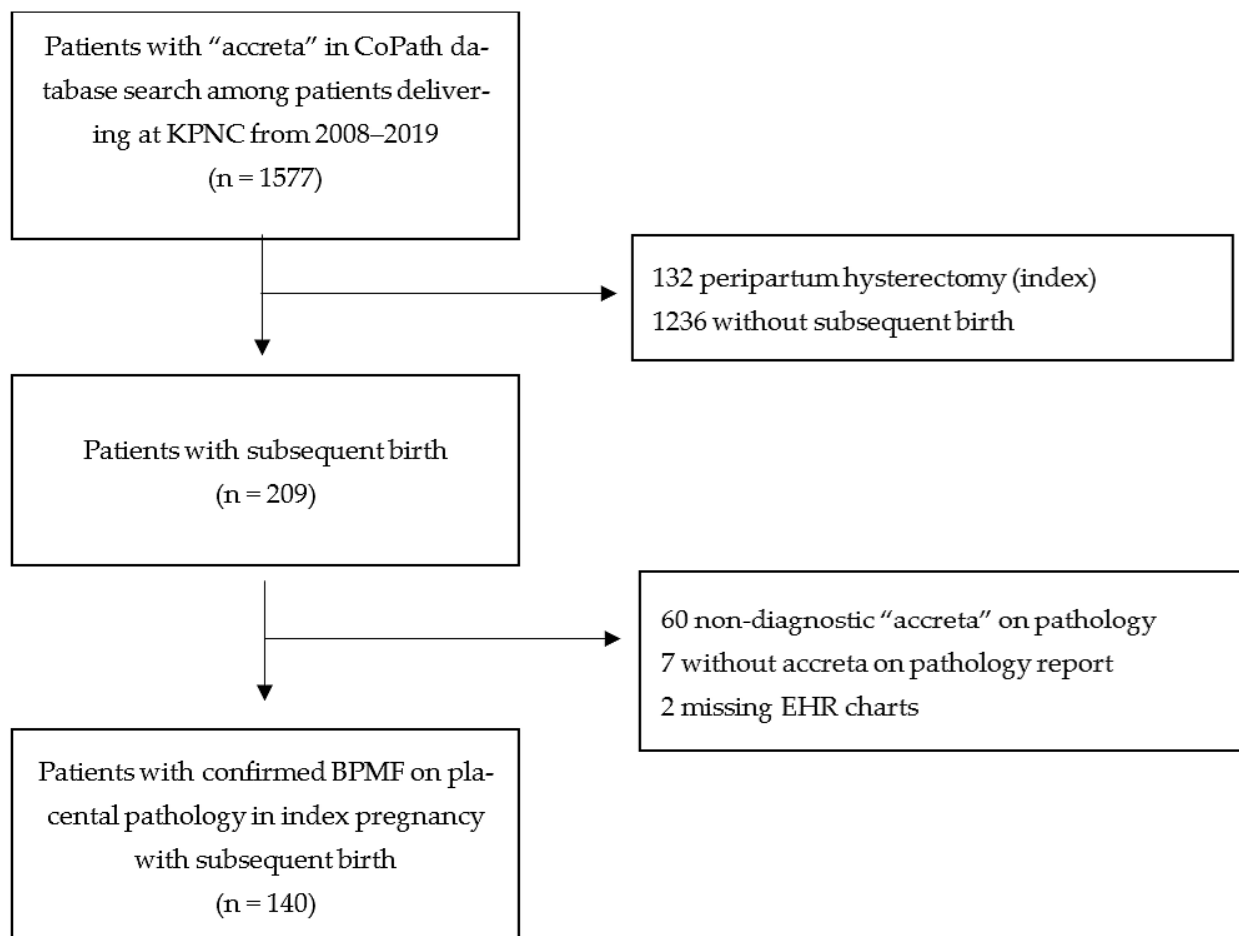 Patients with “accreta” in CoPath da-
tabase search among patients deliver-
ing at KPNC from 2008–2019
(n = 1577)
132 peripartum hysterectomy (index)
1236 without subsequent birth
Patients with subsequent birth
(n = 209)
60 non-diagnostic “accreta” on pathology
7 without accreta on pathology report
2 missing EHR charts
Patients with confirmed BPMF on pla-
cental pathology in index pregnancy
with subsequent birth
(n = 140)